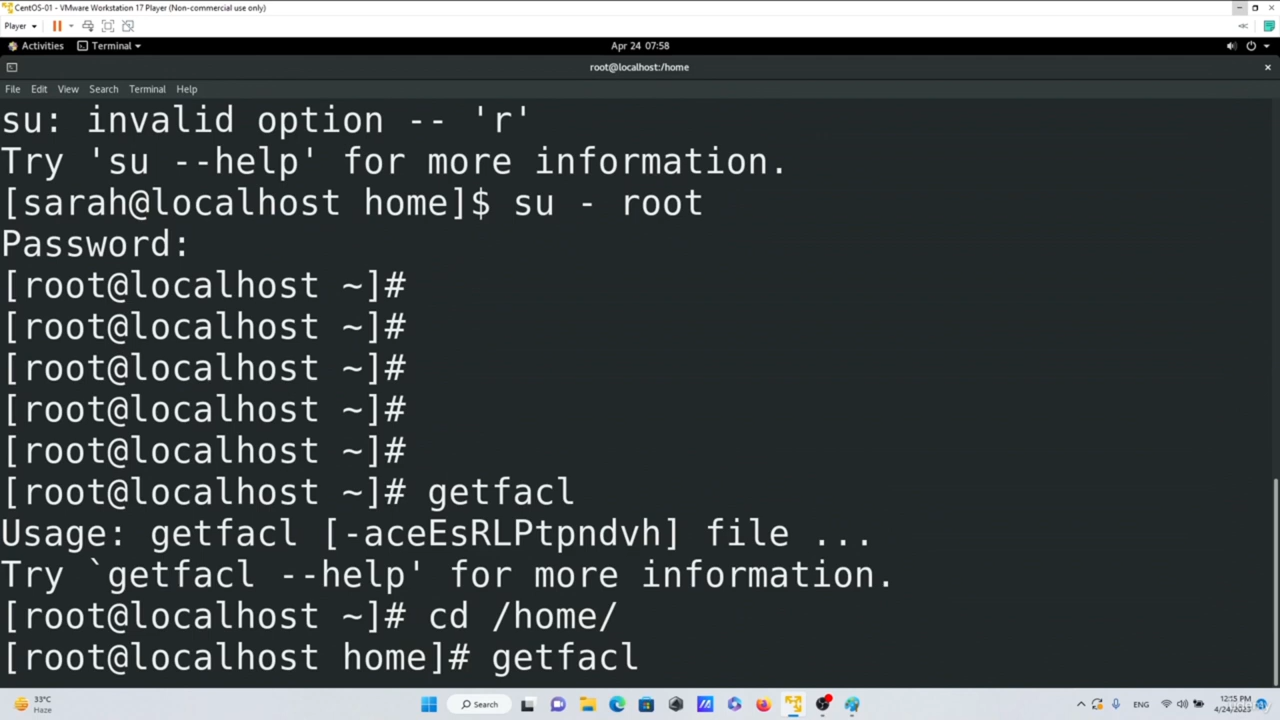 CentOS-01 - VMware Workstation 17 Player (Non-commercial use only)
Player
Activities Terminal Apr 24 07:58
root@localhost:/home
File Edit View Search Terminal Help
su: invalid option -- 'r'
Try 'su --help' for more information.
[sarah@localhost home]$ su - root
Password:
[root@localhost ~]#
[root@localhost ~]#
[root@localhost ~]#
[root@localhost ~]#
[root@localhost ~]#
[root@localhost ~]# getfacl
Usage: getfacl [-aceEsRLPtpndvh] file ...
Try `getfacl --help' for more information.
[root@localhost ~]# cd /home/
[root@localhost home]# getfacl
33°C
Haze
Search
ENG
12:15 PM
4/24/2023